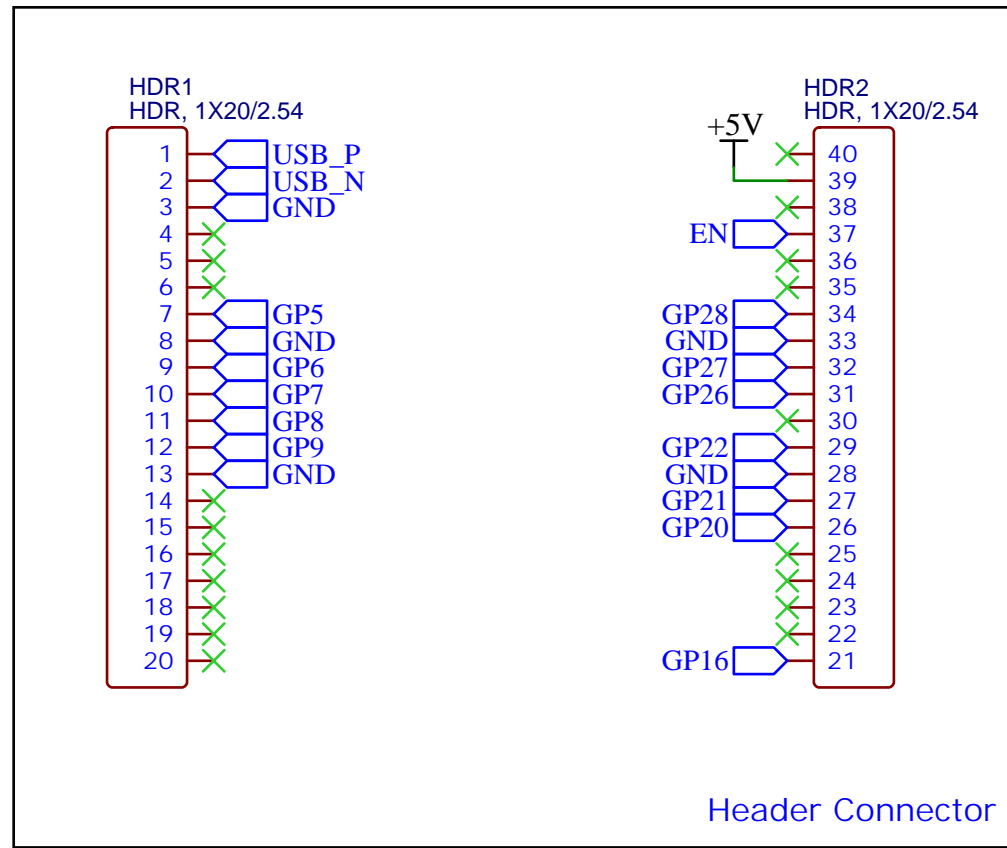 HDR1
HDR, 1X20/2.54
1 USB_P
2 USB_N
3 GND
4
5
6
7 GP5
8 GND
9 GP6
10 GP7
11 GP8
12 GP9
13 GND
14
15
16
17
18
19
20
HDR2
HDR, 1X20/2.54
+5V
40
39
38
EN 37
36
35
GP28 34
GND 33
GP27 32
GP26 31
30
GP22 29
GND 28
GP21 27
GP20 26
25
24
23
22
GP16 21
Header Connector